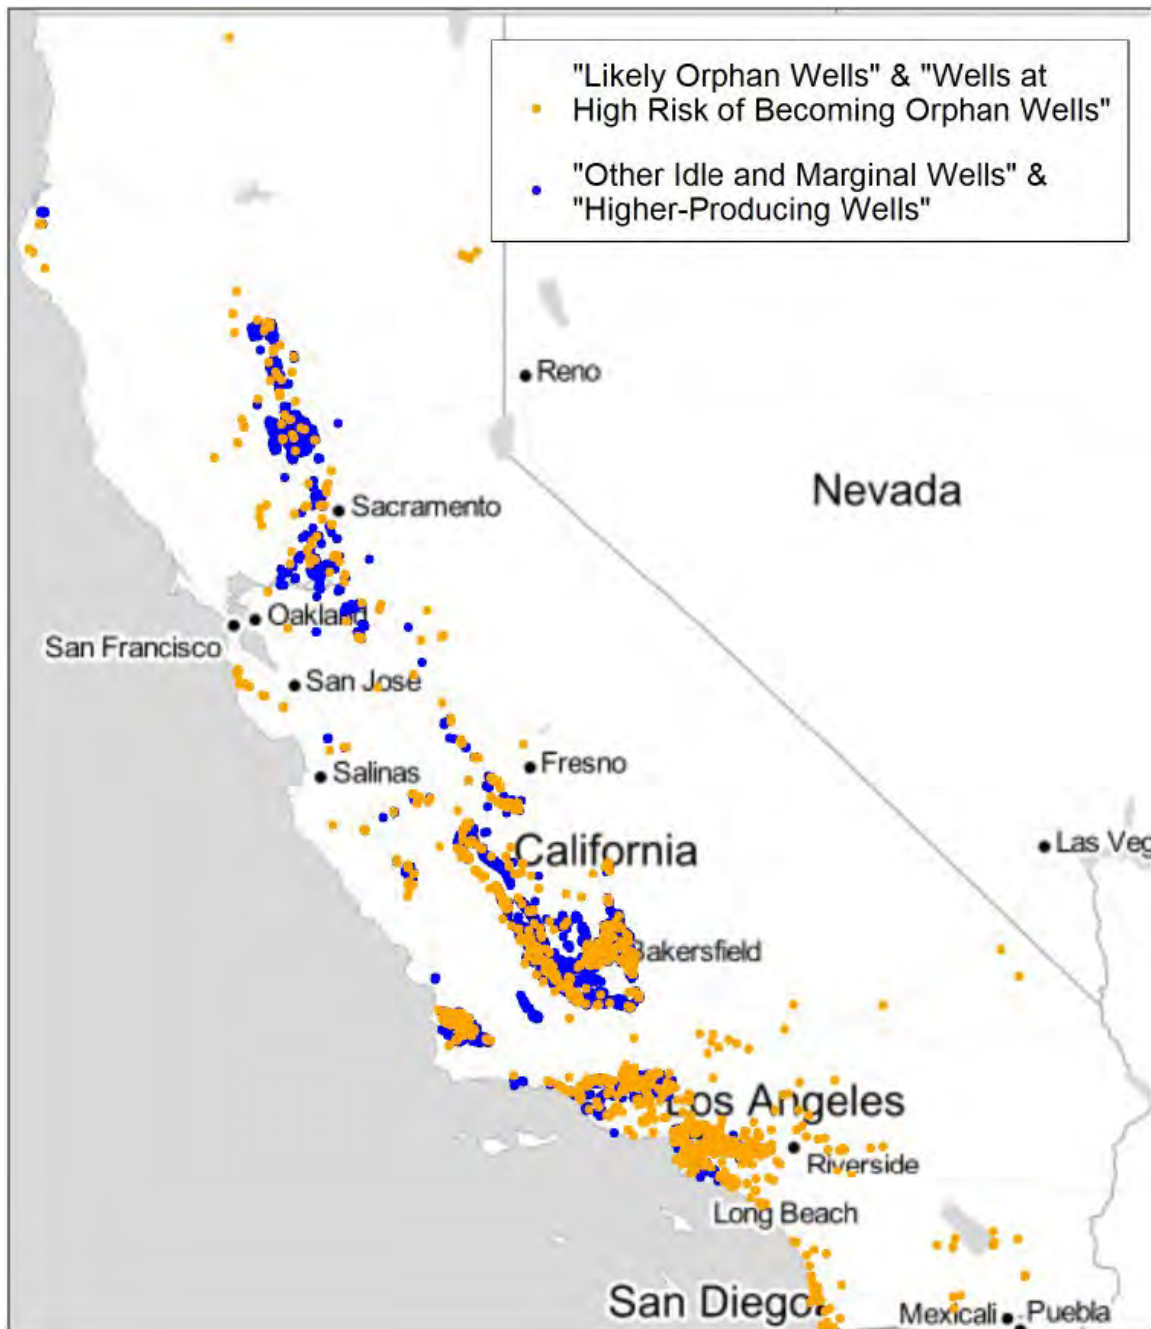 "Likely Orphan Wells" & "Wells at
High Risk of Becoming Orphan Wells"
"Other Idle and Marginal Wells" &
"Higher-Producing Wells"
Reno
Nevada
Sacramento
Oakland
San Francisco
San Jose
Fresno
Salinas
California
Las Veg
Bakersfield
Los Angeles
Riverside
Long Beach
San Diego
Mexicali
Puebla